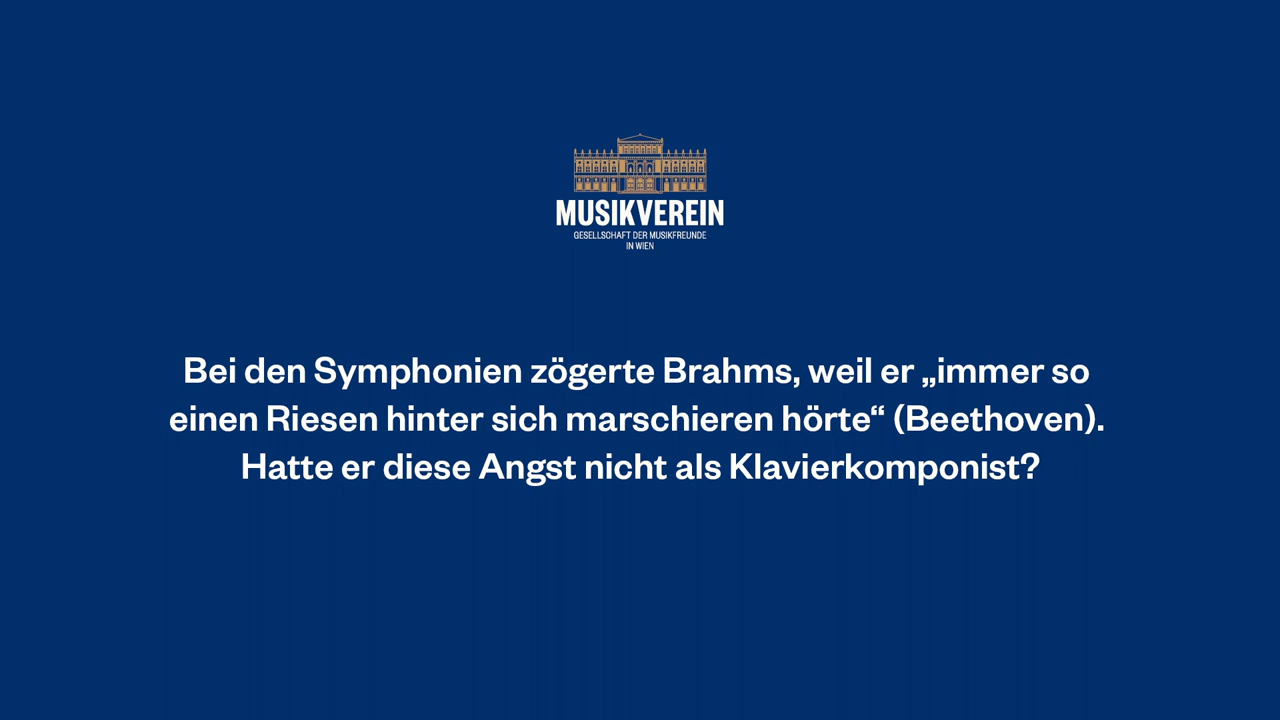 MUSIKVEREIN
GESELLSCHAFT DER MUSIKFREUNDE
IN WIEN
Bei den Symphonien zögerte Brahms, weil er „immer so
einen Riesen hinter sich marschieren hörte“ (Beethoven).
Hatte er diese Angst nicht als Klavierkomponist?